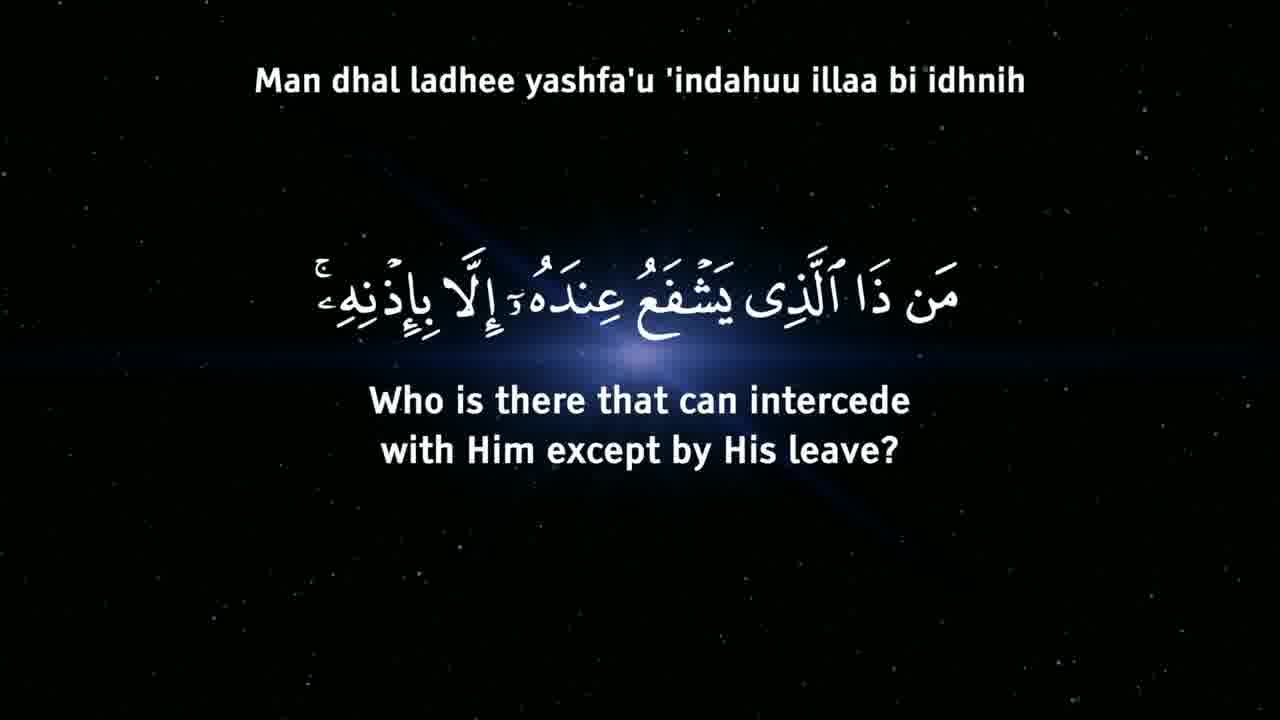 Man dhal ladhee yashfa'u 'indahuu illaa bi idhnih
مَن ذَا ٱلَّذِى يَشْفَعُ عِندَهُۥٓ إِلَّا بِإِذْنِهِۦ ۚ
Who is there that can intercede
with Him except by His leave?